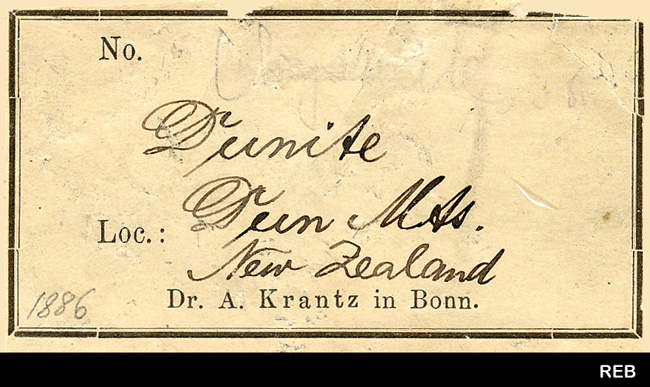 No.
Dunite
Loc.: Dun Mts.
New Zealand
1886
Dr. A. Krantz in Bonn.
REB